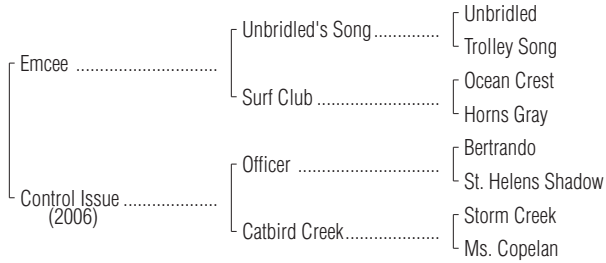 Unbridled
Unbridled's Song..............
Trolley Song
Emcee ..............................
Ocean Crest
Surf Club ..........................
Horns Gray
Bertrando
Officer ..............................
St. Helens Shadow
Control Issue ....................
(2006)
Storm Creek
Catbird Creek....................
Ms. Copelan